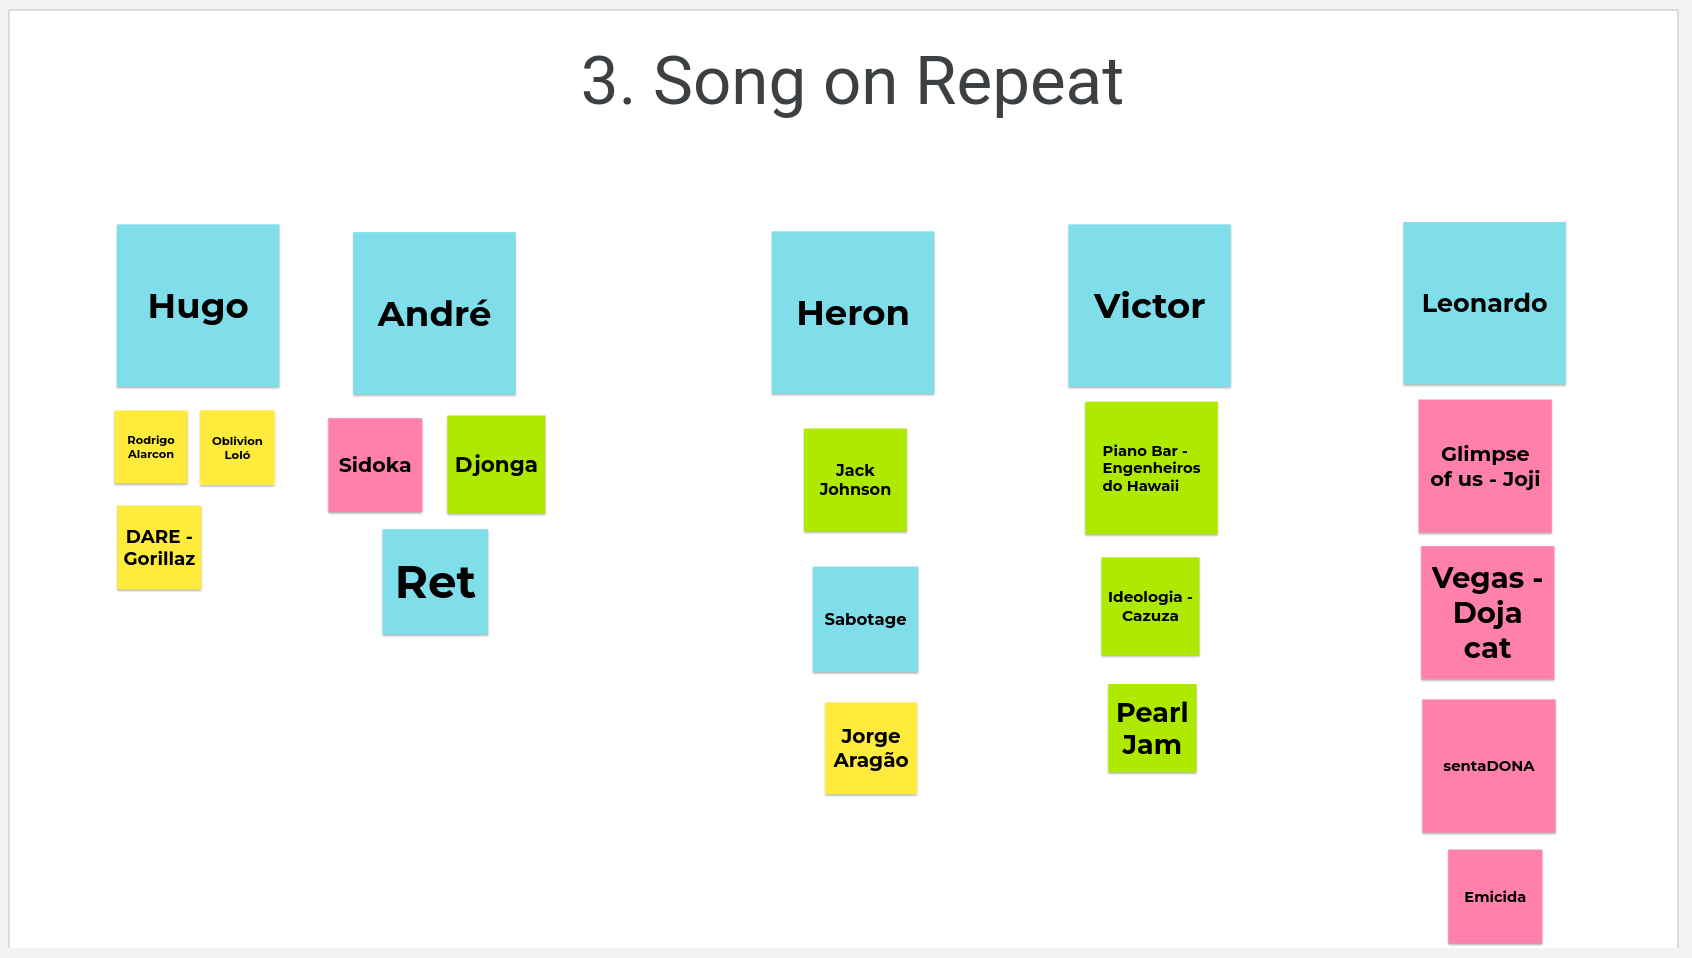 3. Song on Repeat
Hugo
André
Heron
Victor
Leonardo
Rodrigo
Alarcon
Oblivion
Loló
DARE -
Gorillaz
Sidoka
Djonga
Ret
Jack
Johnson
Sabotage
Jorge
Aragão
Piano Bar -
Engenheiros
do Hawaii
Ideologia -
Cazuza
Pearl
Jam
Glimpse
of us - Joji
Vegas -
Doja
cat
sentaDONA
Emicida